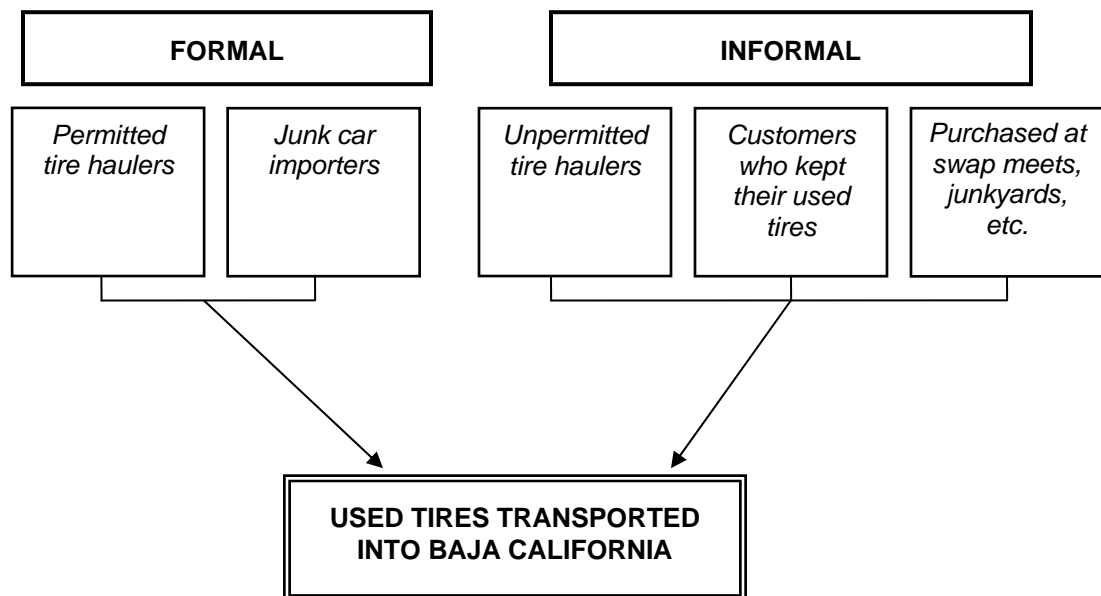 FORMAL
INFORMAL
Permitted
tire haulers
Junk car
importers
Unpermitted
tire haulers
Customers
who kept
their used
tires
Purchased at
swap meets,
junkyards,
etc.
USED TIRES TRANSPORTED
INTO BAJA CALIFORNIA